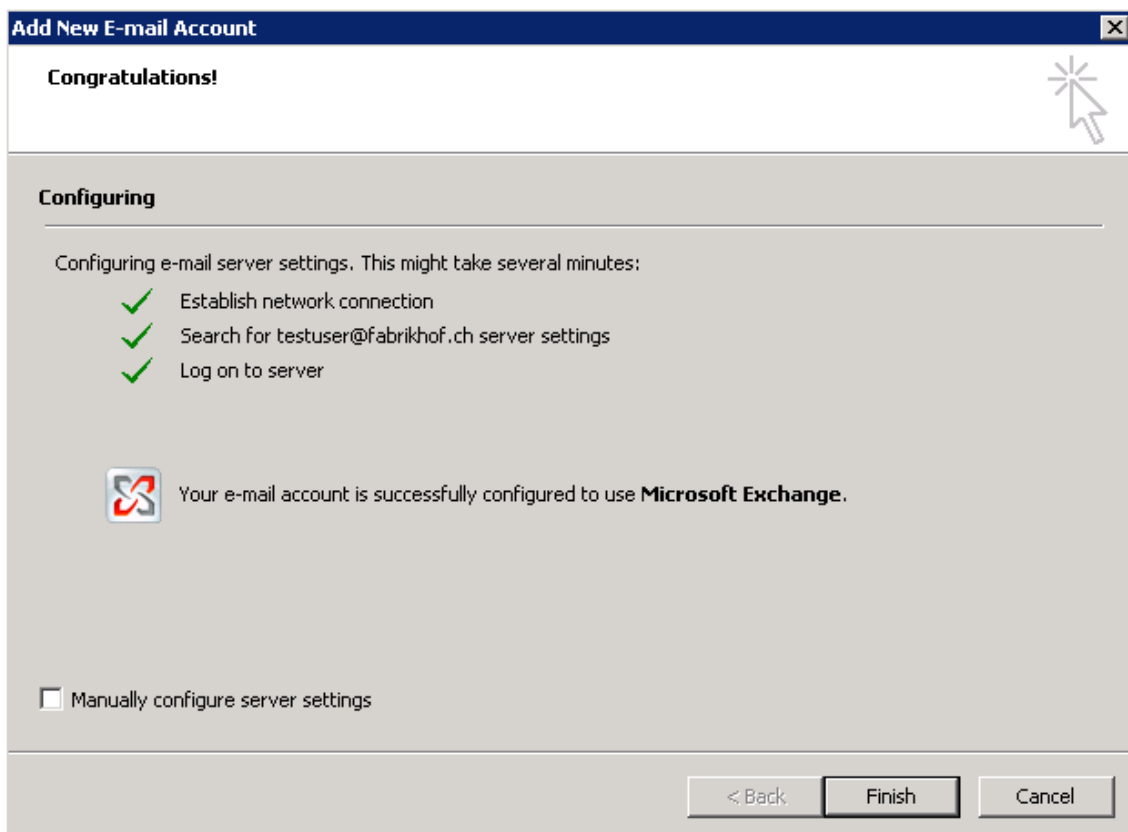 Add New E-mail Account
Congratulations!
Configuring
Configuring e-mail server settings. This might take several minutes:
Establish network connection
Search for testuser@fabrikhof.ch server settings
Log on to server
Your e-mail account is successfully configured to use Microsoft Exchange.
Manually configure server settings
< Back
Finish
Cancel